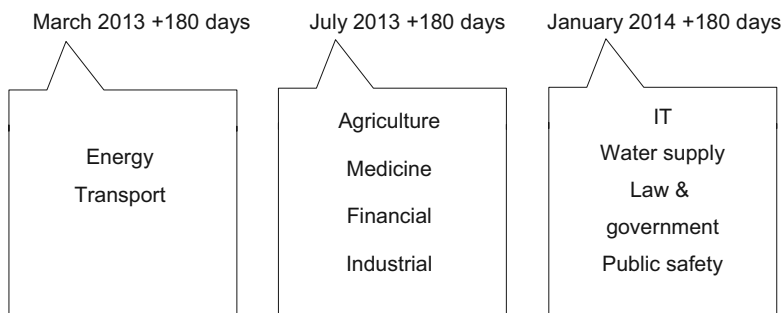 March 2013 +180 days
Energy
Transport
July 2013 +180 days
Agriculture
Medicine
Financial
Industrial
January 2014 +180 days
IT
Water supply
Law &
government
Public safety